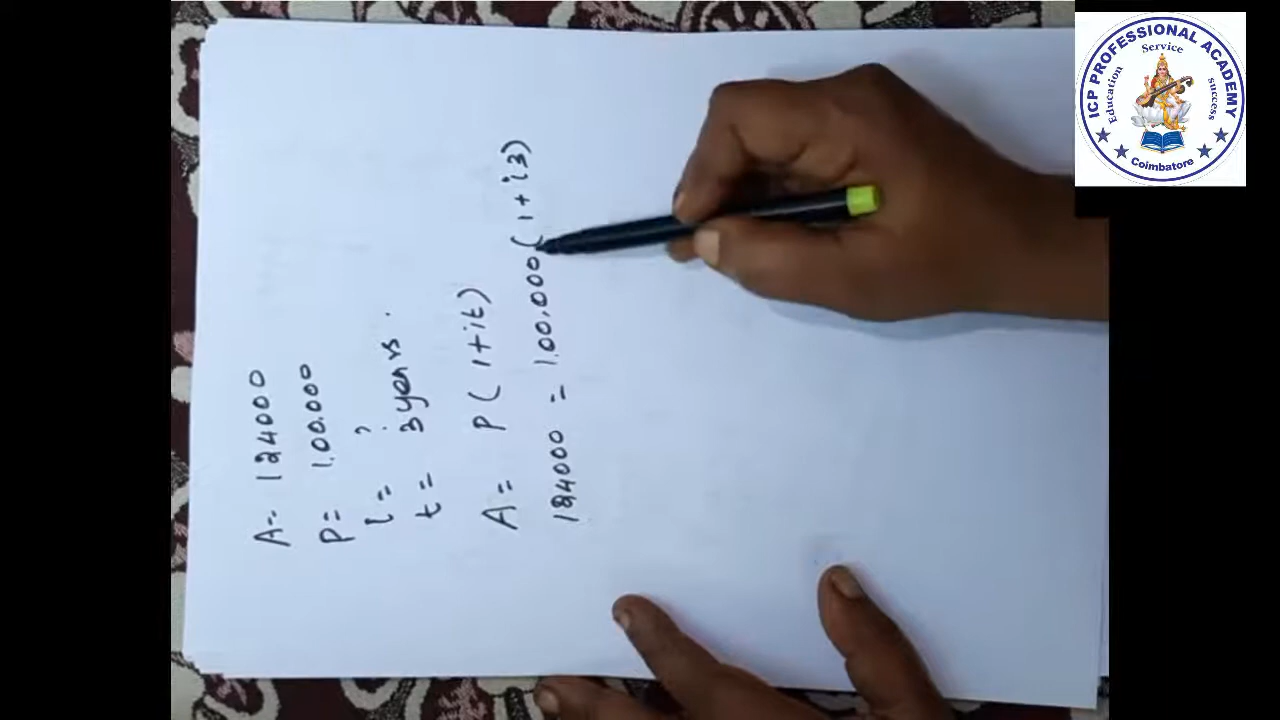 A = 124000
P = 1,00,000
i = ?
t = 3 years.
A = P(1+it)
124000 = 1,00,000(1+i3)
ICP PROFESSIONAL ACADEMY
Service
Education
success
Coimbatore